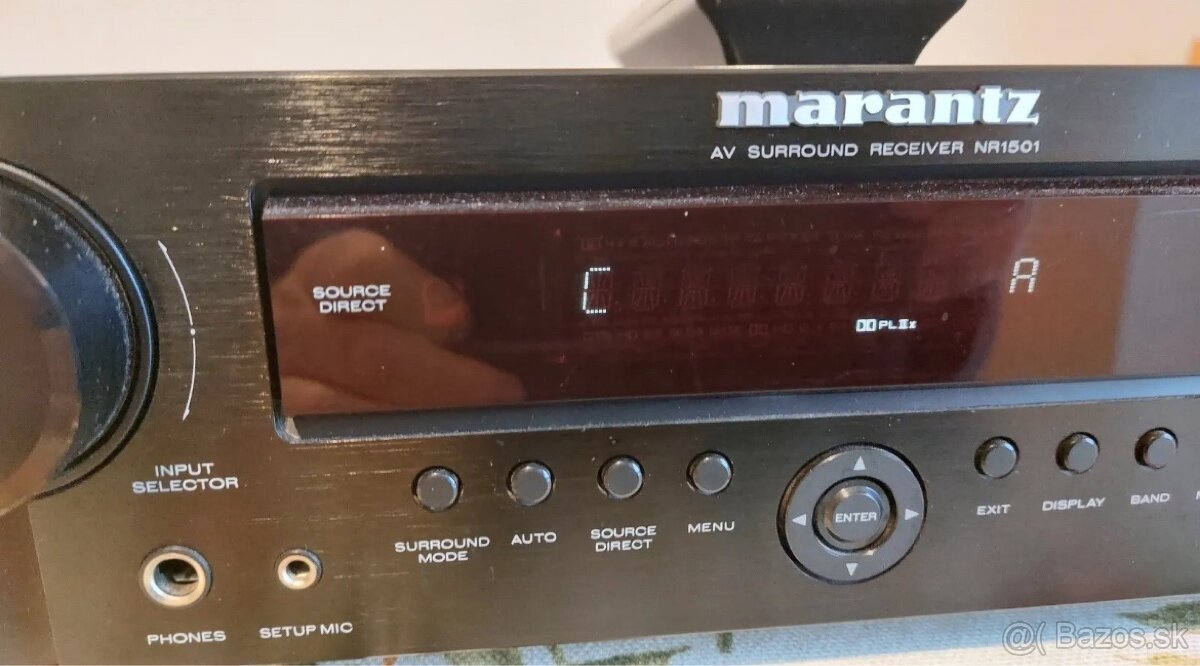 marantz
AV SURROUND RECEIVER NR1501
SOURCE
DIRECT
A
PLIIx
INPUT
SELECTOR
SURROUND
MODE
AUTO
SOURCE
DIRECT
MENU
ENTER
EXIT
DISPLAY
BAND
PHONES
SETUP MIC
@( Bazos.sk